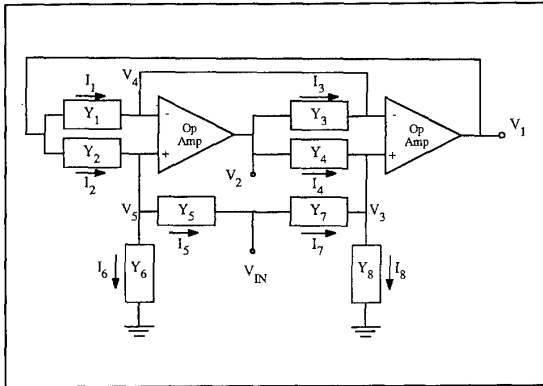 I1 V4 I3
Y1 - Op Amp Y3 - Op Amp V1
Y2 + Y4 +
I2 V2 I4
V5 Y5 Y7 V3
I5 I7
I6 Y6 VIN Y8 I8